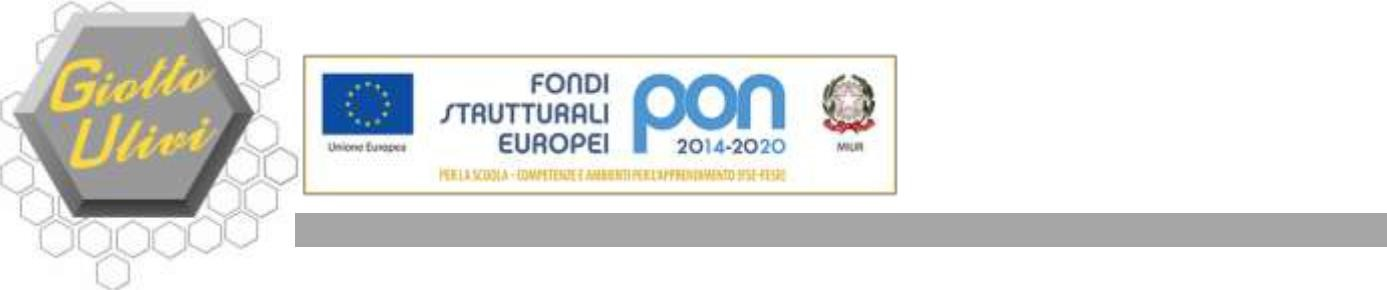 Giotto
Ulivi
FONDI
STRUTTURALI
EUROPEI
pon
2014-2020
Unione Europea
MIUR
PER LA SCUOLA - COMPETENZE E AMBIENTI PER L'APPRENDIMENTO (FSE-FESR)